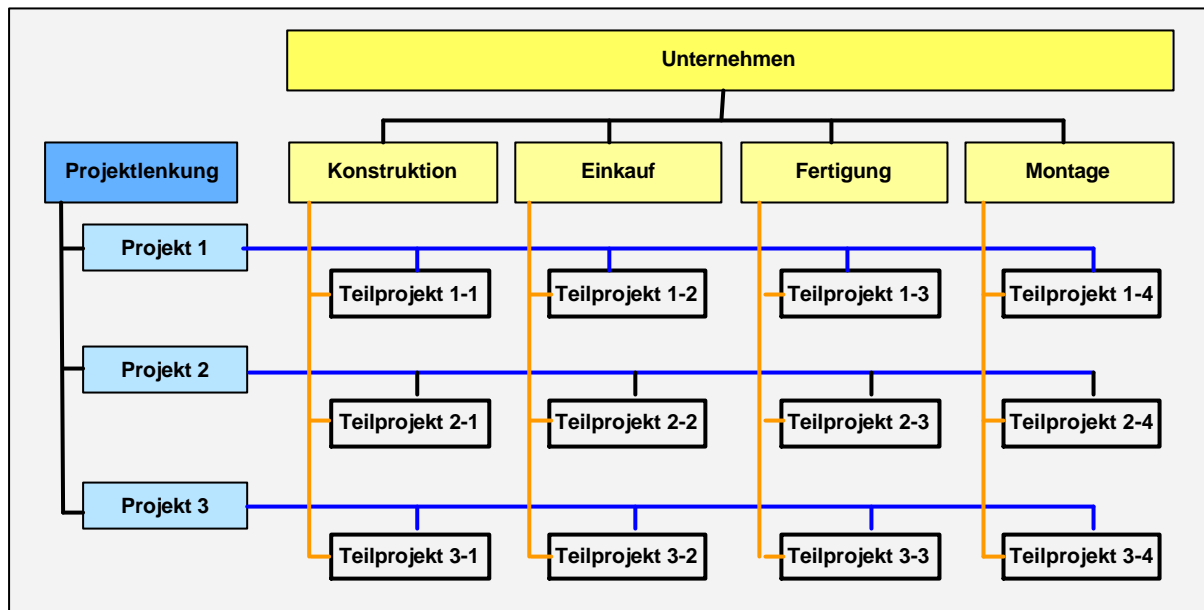 Unternehmen
Projektlenkung
Konstruktion
Einkauf
Fertigung
Montage
Projekt 1
Teilprojekt 1-1
Teilprojekt 1-2
Teilprojekt 1-3
Teilprojekt 1-4
Projekt 2
Teilprojekt 2-1
Teilprojekt 2-2
Teilprojekt 2-3
Teilprojekt 2-4
Projekt 3
Teilprojekt 3-1
Teilprojekt 3-2
Teilprojekt 3-3
Teilprojekt 3-4